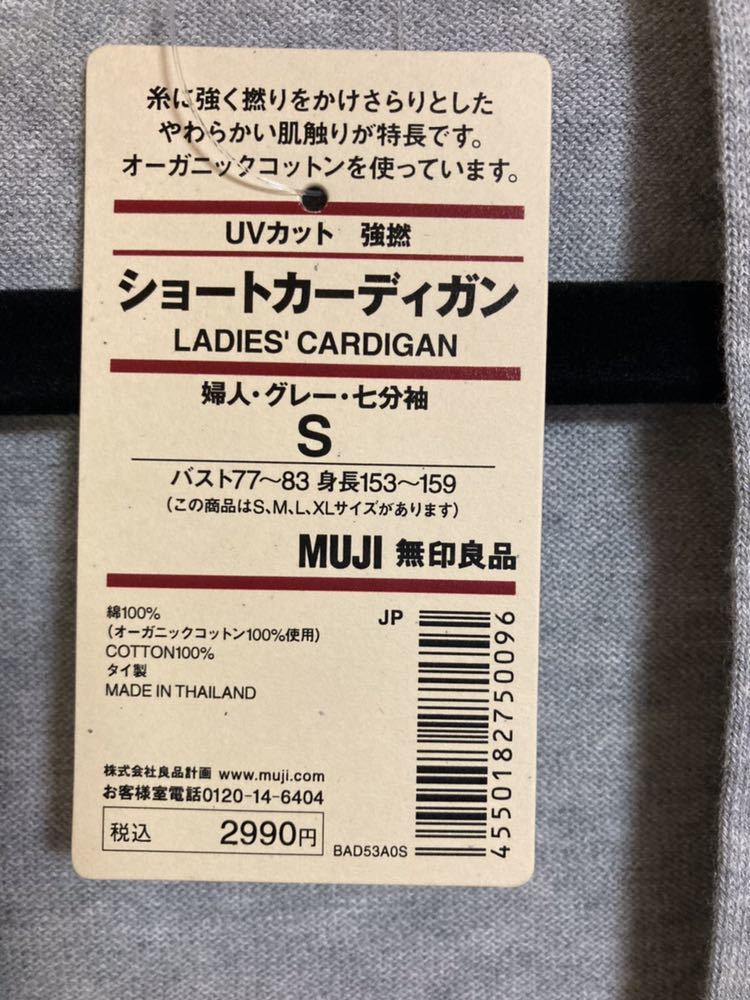 糸に強く撚りをかけさらりとした
やわらかい肌触りが特長です。
オーガニックコットンを使っています。
UVカット 強撚
ショートカーディガン
LADIES' CARDIGAN
婦人・グレー・七分袖
S
バスト77〜83 身長153〜159
(この商品はS、M、L、XLサイズがあります)
MUJI 無印良品
綿100%
(オーガニックコットン100%使用)
COTTON100%
タイ製
MADE IN THAILAND
JP
4550182750096
株式会社良品計画 www.muji.com
お客様室電話0120-14-6404
税込 2990円
BAD53A0S